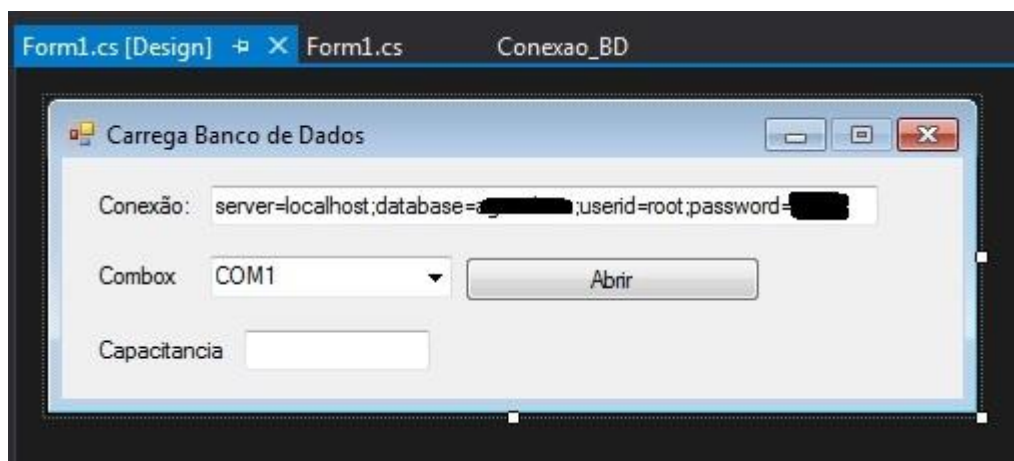 Form1.cs [Design] Form1.cs Conexao_BD
Carrega Banco de Dados
Conexão: server=localhost;database= ;userid=root;password=
Combox COM1 Abrir
Capacitancia